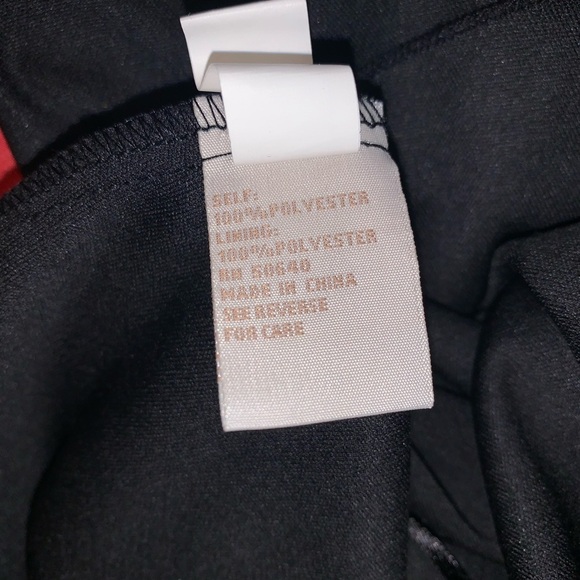 SELF:
100%POLYESTER
LINING:
100%POLYESTER
RN 50640
MADE IN CHINA
SEE REVERSE
FOR CARE